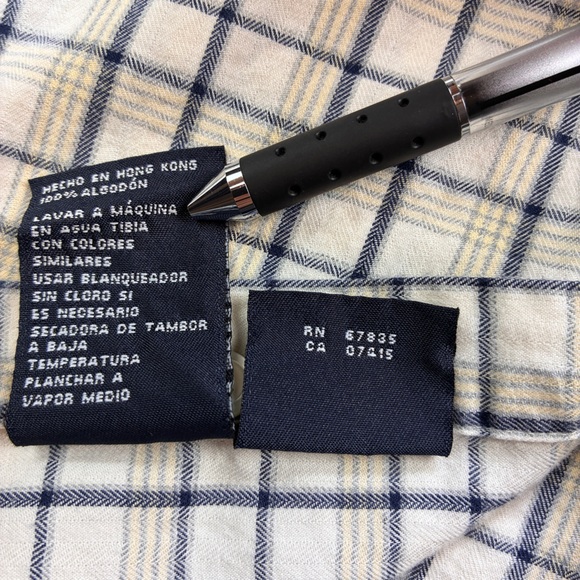 HECHO EN HONG KONG
100% ALGODÓN
LAVAR A MÁQUINA
EN AGUA TIBIA
CON COLORES
SIMILARES
USAR BLANQUEADOR
SIN CLORO SI
ES NECESARIO
SECADORA DE TAMBOR
A BAJA
TEMPERATURA
PLANCHAR A
VAPOR MEDIO
RN 67835
CA 07415